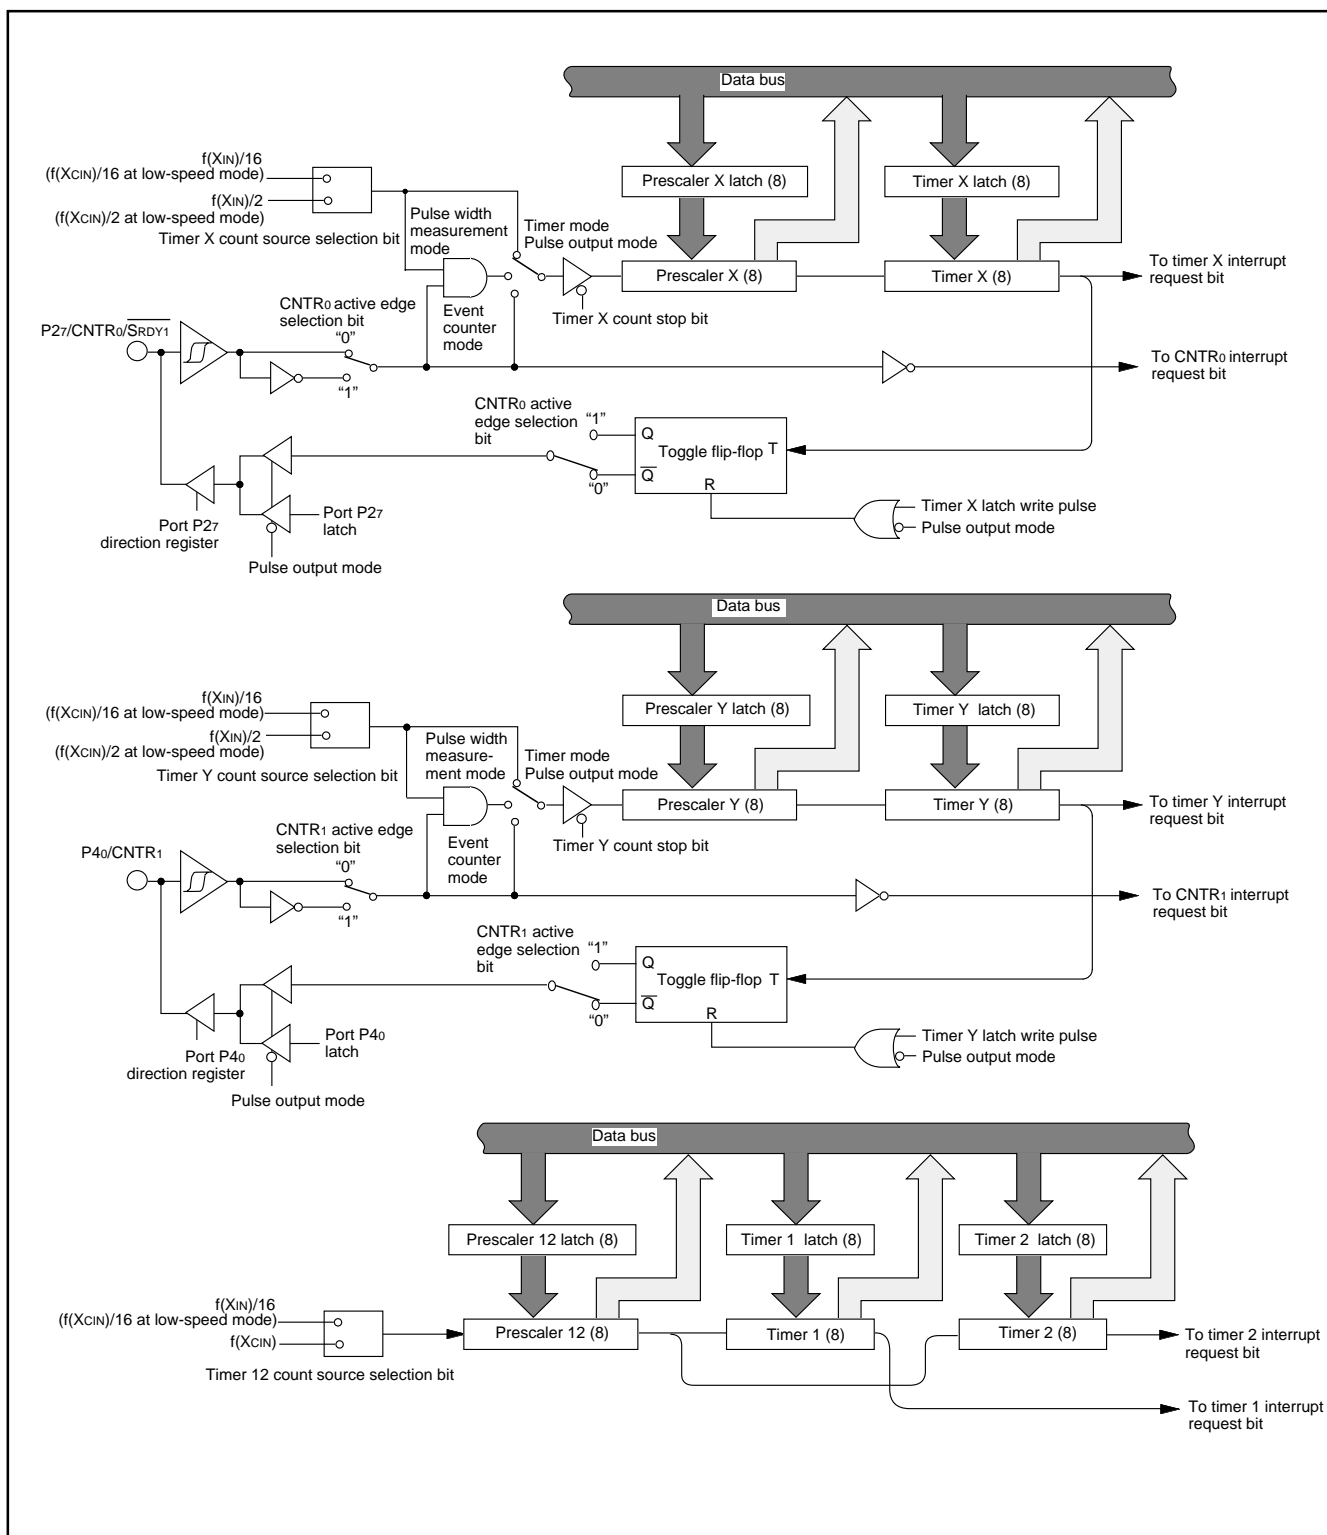 Data bus
f(XIN)/16
(f(XCIN)/16 at low-speed mode)
f(XIN)/2
(f(XCIN)/2 at low-speed mode)
Timer X count source selection bit
Pulse width
measurement
mode
Timer mode
Pulse output mode
Prescaler X latch (8)
Timer X latch (8)
Prescaler X (8)
Timer X (8)
To timer X interrupt
request bit
Timer X count stop bit
CNTR0 active edge
selection bit
Event
counter
mode
P27/CNTR0/SRDY1
“0”
“1”
To CNTR0 interrupt
request bit
CNTR0 active
edge selection
bit
“1”
“0”
Q
Toggle flip-flop
T
Q
R
Timer X latch write pulse
Pulse output mode
Port P27
direction register
Port P27
latch
Pulse output mode
Data bus
f(XIN)/16
(f(XCIN)/16 at low-speed mode)
f(XIN)/2
(f(XCIN)/2 at low-speed mode)
Timer Y count source selection bit
Pulse width
measure-
ment mode
Timer mode
Pulse output mode
Prescaler Y latch (8)
Timer Y latch (8)
Prescaler Y (8)
Timer Y (8)
To timer Y interrupt
request bit
Timer Y count stop bit
CNTR1 active edge
selection bit
Event
counter
mode
P40/CNTR1
“0”
“1”
To CNTR1 interrupt
request bit
CNTR1 active
edge selection
bit
“1”
“0”
Q
Toggle flip-flop
T
Q
R
Timer Y latch write pulse
Pulse output mode
Port P40
direction register
Port P40
latch
Pulse output mode
Data bus
Prescaler 12 latch (8)
Timer 1 latch (8)
Timer 2 latch (8)
f(XIN)/16
(f(XCIN)/16 at low-speed mode)
f(XCIN)
Timer 12 count source selection bit
Prescaler 12 (8)
Timer 1 (8)
Timer 2 (8)
To timer 2 interrupt
request bit
To timer 1 interrupt
request bit